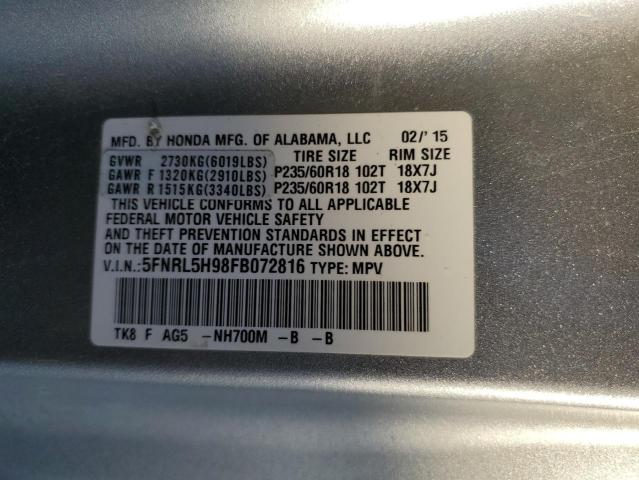 MFD. BY HONDA MFG. OF ALABAMA, LLC 02/'15
GVWR 2730KG(6019LBS) TIRE SIZE RIM SIZE
GAWR F 1320KG(2910LBS) P235/60R18 102T 18X7J
GAWR R 1515KG(3340LBS) P235/60R18 102T 18X7J
THIS VEHICLE CONFORMS TO ALL APPLICABLE
FEDERAL MOTOR VEHICLE SAFETY
AND THEFT PREVENTION STANDARDS IN EFFECT
ON THE DATE OF MANUFACTURE SHOWN ABOVE.
V.I.N.:5FNRL5H98FB072816 TYPE: MPV
TK8 F AG5 -NH700M -B -B